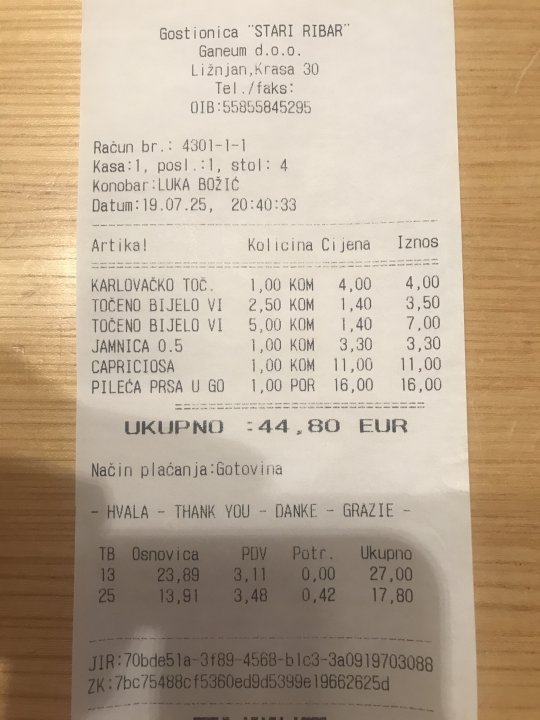 Gostionica "STARI RIBAR"
Ganeum d.o.o.
Ližnjan,Krasa 30
Tel./faks:
OIB:55855845295
Račun br.: 4301-1-1
Kasa:1, posl.:1, stol: 4
Konobar:LUKA BOŽIĆ
Datum:19.07.25, 20:40:33
Artikal Kolicina Cijena Iznos
KARLOVAČKO TOČ. 1,00 KOM 4,00 4,00
TOČENO BIJELO VI 2,50 KOM 1,40 3,50
TOČENO BIJELO VI 5,00 KOM 1,40 7,00
JAMNICA 0.5 1,00 KOM 3,30 3,30
CAPRICIOSA 1,00 KOM 11,00 11,00
PILEĆA PRSA U GO 1,00 POR 16,00 16,00
UKUPNO :44,80 EUR
Način plaćanja:Gotovina
- HVALA - THANK YOU - DANKE - GRAZIE -
TB Osnovica PDV Potr. Ukupno
13 23,89 3,11 0,00 27,00
25 13,91 3,48 0,42 17,80
JIR:70bde51a-3f89-4568-b1c3-3a0919703088
ZK:7bc75488cf5360ed9d5399e19662625d